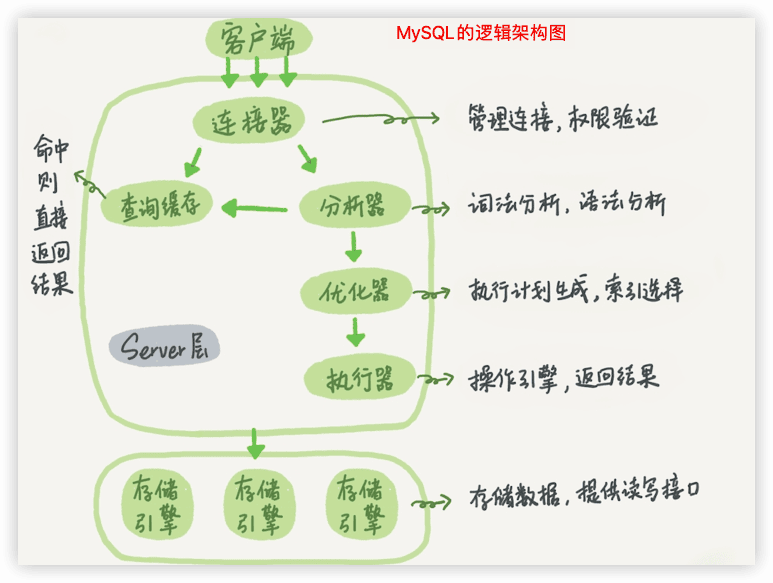 MySQL的逻辑架构图
客户端
连接器
管理连接，权限验证
命中
则
直接
返回
结果
查询缓存
分析器
词法分析，语法分析
优化器
执行计划生成，索引选择
Server层
执行器
操作引擎，返回结果
存储
引擎
存储
引擎
存储
引擎
存储数据，提供读写接口